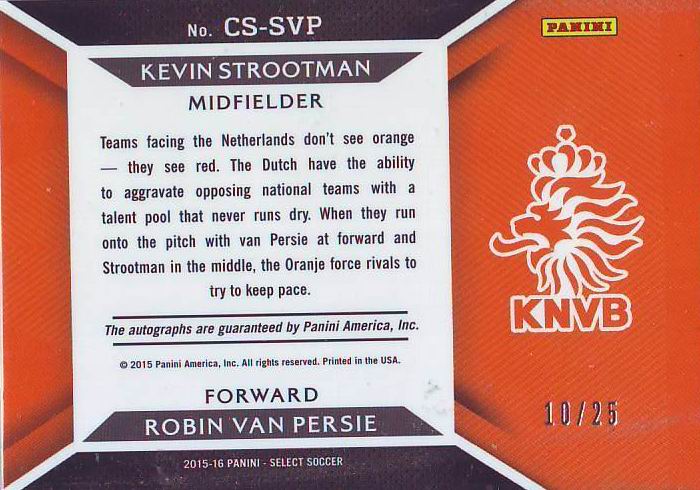 No. CS-SVP
PANINI
KEVIN STROOTMAN
MIDFIELDER
Teams facing the Netherlands don't see orange
— they see red. The Dutch have the ability
to aggravate opposing national teams with a
talent pool that never runs dry. When they run
onto the pitch with van Persie at forward and
Strootman in the middle, the Oranje force rivals to
try to keep pace.
The autographs are guaranteed by Panini America, Inc.
© 2015 Panini America, Inc. All rights reserved. Printed in the USA.
FORWARD
ROBIN VAN PERSIE
2015-16 PANINI - SELECT SOCCER
KNVB
10/25